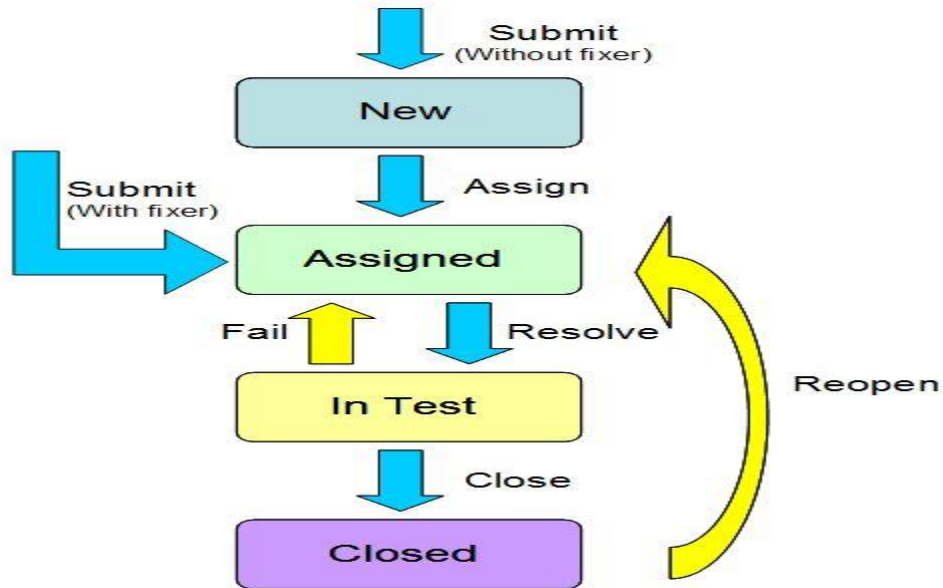 Submit
(Without fixer)
New
Assign
Submit
(With fixer)
Assigned
Fail
Resolve
In Test
Reopen
Close
Closed